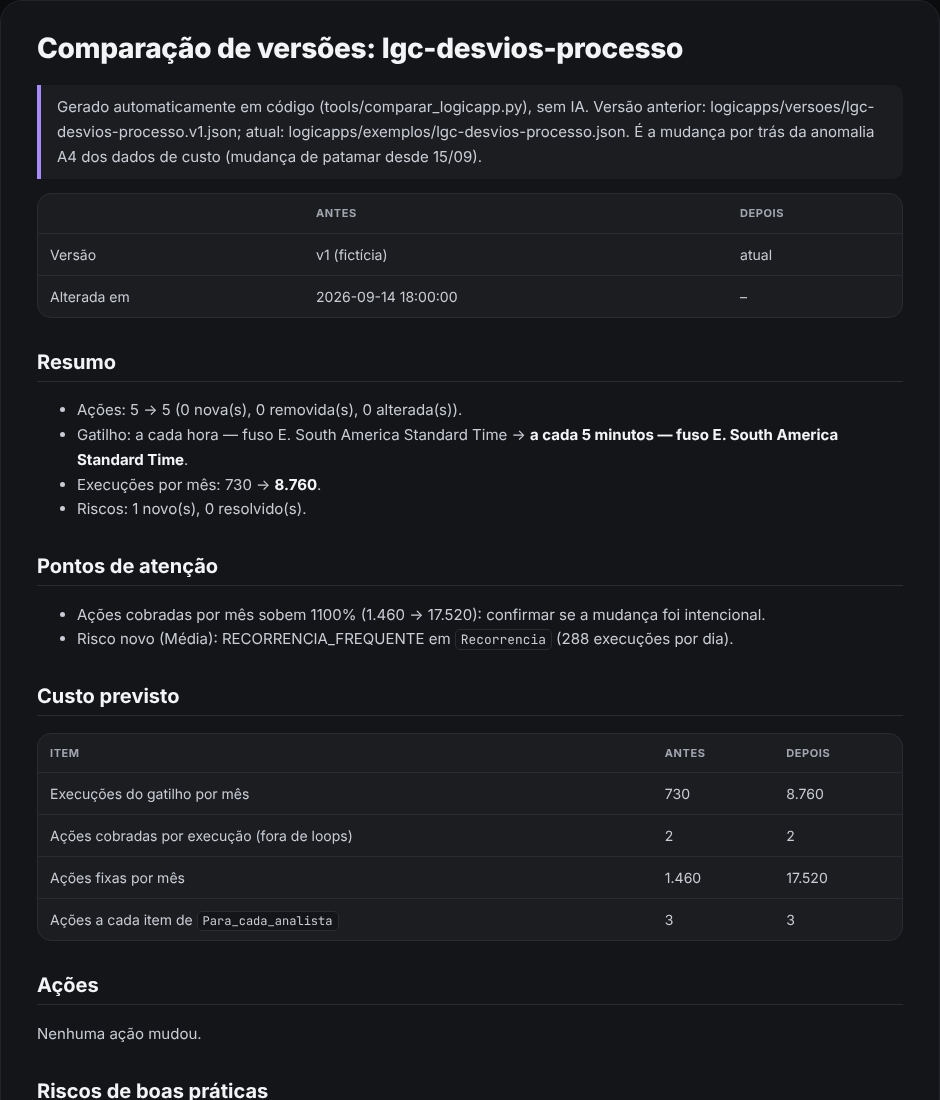 Comparação de versões: lgc-desvios-processo
Gerado automaticamente em código (tools/comparar_logicapp.py), sem IA. Versão anterior: logicapps/versoes/lgc-
desvios-processo.v1.json; atual: logicapps/exemplos/lgc-desvios-processo.json. É a mudança por trás da anomalia
A4 dos dados de custo (mudança de patamar desde 15/09).
ANTES DEPOIS
Versão v1 (fictícia) atual
Alterada em 2026-09-14 18:00:00 –
Resumo
• Ações: 5 → 5 (0 nova(s), 0 removida(s), 0 alterada(s)).
• Gatilho: a cada hora — fuso E. South America Standard Time → a cada 5 minutos — fuso E. South America
Standard Time.
• Execuções por mês: 730 → 8.760.
• Riscos: 1 novo(s), 0 resolvido(s).
Pontos de atenção
• Ações cobradas por mês sobem 1100% (1.460 → 17.520): confirmar se a mudança foi intencional.
• Risco novo (Média): RECORRENCIA_FREQUENTE em Recorrencia (288 execuções por dia).
Custo previsto
ITEM ANTES DEPOIS
Execuções do gatilho por mês 730 8.760
Ações cobradas por execução (fora de loops) 2 2
Ações fixas por mês 1.460 17.520
Ações a cada item de Para_cada_analista 3 3
Ações
Nenhuma ação mudou.
Riscos de boas práticas